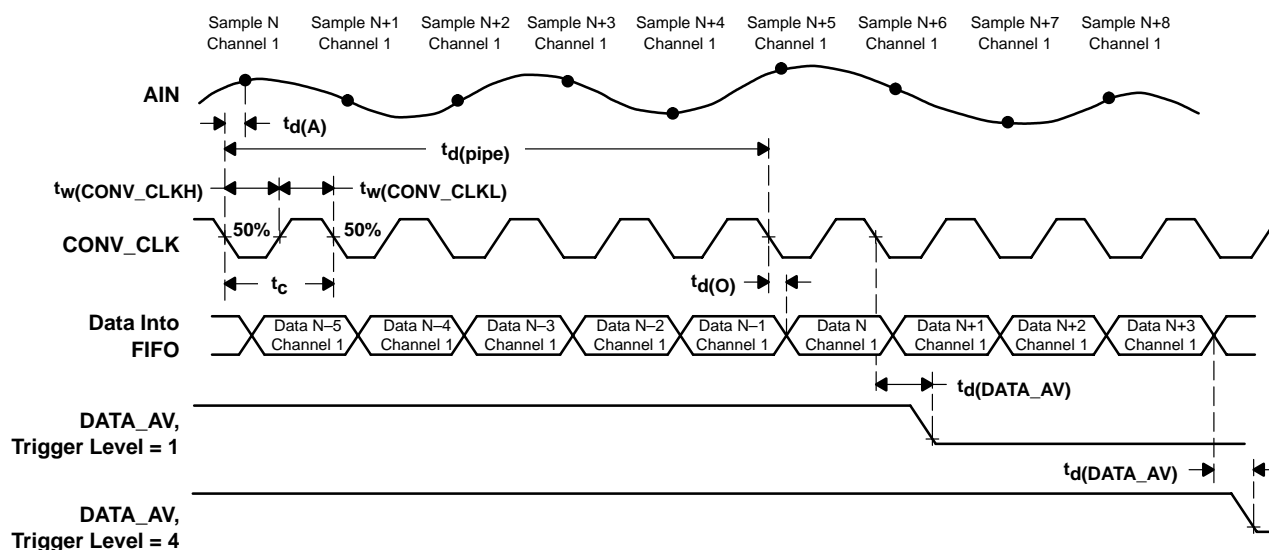 Sample N Sample N+1 Sample N+2 Sample N+3 Sample N+4 Sample N+5 Sample N+6 Sample N+7 Sample N+8
Channel 1 Channel 1 Channel 1 Channel 1 Channel 1 Channel 1 Channel 1 Channel 1 Channel 1
AIN
td(A)
td(pipe)
tw(CONV_CLKH) tw(CONV_CLKL)
50% 50%
CONV_CLK
tc
td(O)
Data Into Data N–5 Data N–4 Data N–3 Data N–2 Data N–1 Data N Data N+1 Data N+2 Data N+3
FIFO Channel 1 Channel 1 Channel 1 Channel 1 Channel 1 Channel 1 Channel 1 Channel 1 Channel 1
td(DATA_AV)
DATA_AV,
Trigger Level = 1
td(DATA_AV)
DATA_AV,
Trigger Level = 4